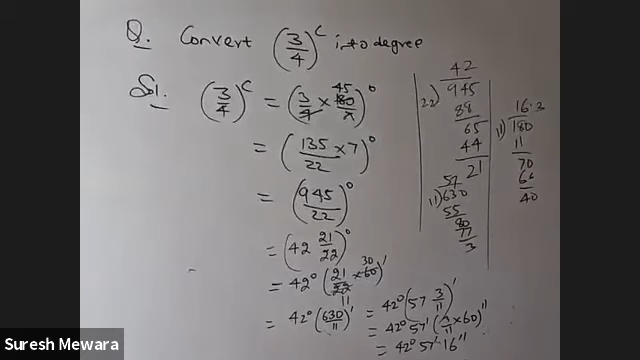 Q. Convert (3/4)^c into degree
Sol. (3/4)^c = (3/4 × 180/π)° 45
= (135/22 × 7)°
= (945/22)°
= (42 21/22)°
= 42° (21/22 × 60)' 30 11
= 42° (630/11)'
= 42° (57 3/11)'
= 42° 57' (3/11 × 60)"
= 42° 57' 16"
42
22) 945
88
65
44
21
57
11) 630
55
80
77
3
16.3
11) 180
11
70
66
40
Suresh Mewara